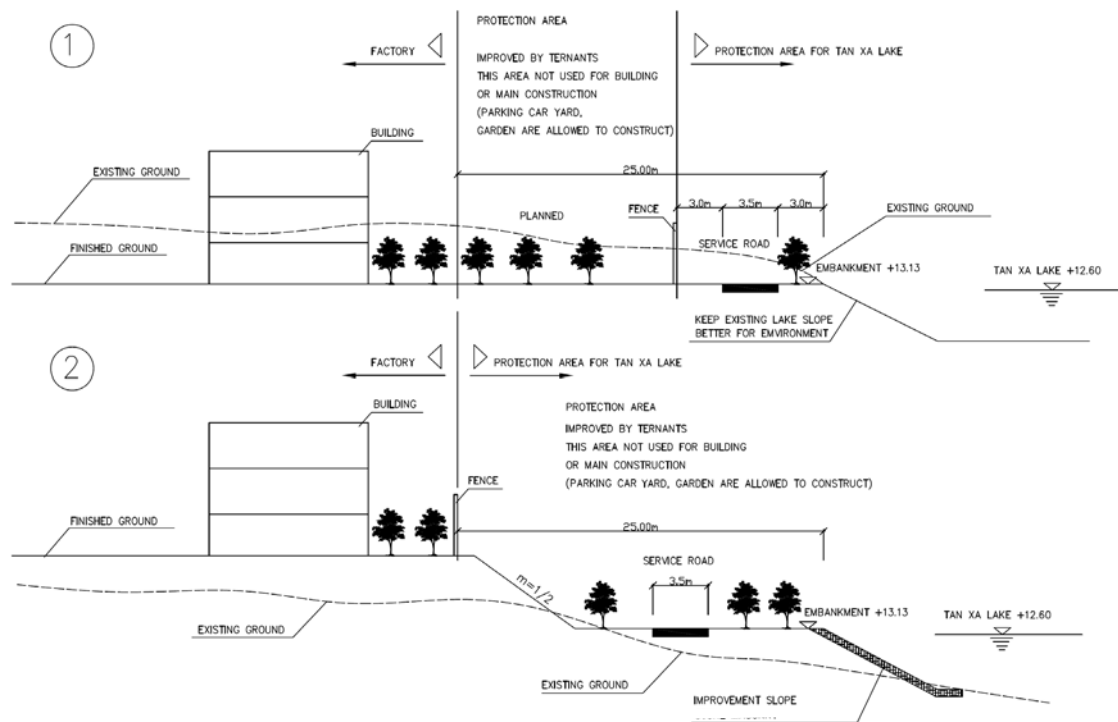 1
PROTECTION AREA
FACTORY
PROTECTION AREA FOR TAN XA LAKE
IMPROVED BY TERNANTS
THIS AREA NOT USED FOR BUILDING
OR MAIN CONSTRUCTION
(PARKING CAR YARD,
GARDEN ARE ALLOWED TO CONSTRUCT)
BUILDING
EXISTING GROUND
25.00m
FENCE
3.0m
3.5m
3.0m
PLANNED
EXISTING GROUND
FINISHED GROUND
SERVICE ROAD
EMBANKMENT +13.13
TAN XA LAKE +12.60
KEEP EXISTING LAKE SLOPE
BETTER FOR EMVIRONMENT
2
FACTORY
PROTECTION AREA FOR TAN XA LAKE
BUILDING
PROTECTION AREA
IMPROVED BY TERNANTS
THIS AREA NOT USED FOR BUILDING
OR MAIN CONSTRUCTION
(PARKING CAR YARD, GARDEN ARE ALLOWED TO CONSTRUCT)
FENCE
FINISHED GROUND
25.00m
SERVICE ROAD
3.5m
m=1/2
EMBANKMENT +13.13
TAN XA LAKE +12.60
EXISTING GROUND
EXISTING GROUND
IMPROVEMENT SLOPE